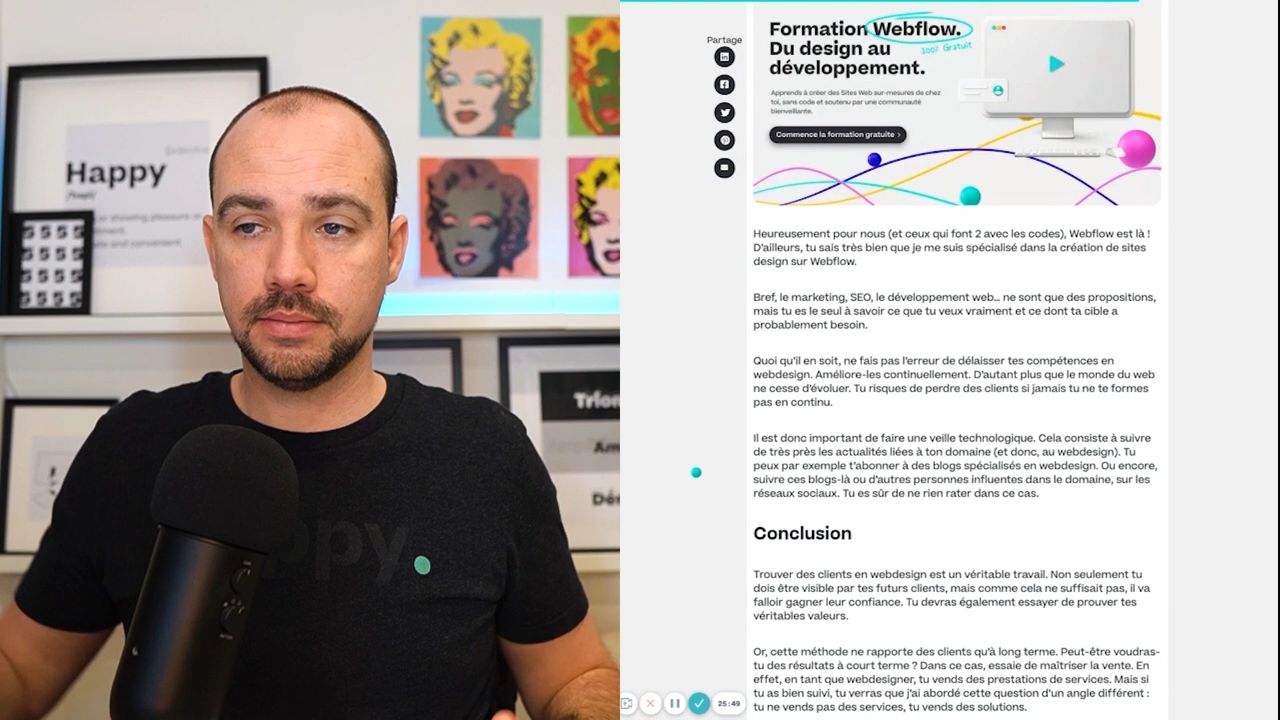 Happy
ppy.
Trion
Am
Dés
Partage
Formation Webflow.
100% Gratuit
Du design au
développement.
Apprends à créer des Sites Web sur-mesures de chez
toi, sans code et soutenu par une communauté
bienveillante.
Commence la formation gratuite ›
Heureusement pour nous (et ceux qui font 2 avec les codes), Webflow est là !
D'ailleurs, tu sais très bien que je me suis spécialisé dans la création de sites
design sur Webflow.
Bref, le marketing, SEO, le développement web… ne sont que des propositions,
mais tu es le seul à savoir ce que tu veux vraiment et ce dont ta cible a
probablement besoin.
Quoi qu'il en soit, ne fais pas l'erreur de délaisser tes compétences en
webdesign. Améliore-les continuellement. D'autant plus que le monde du web
ne cesse d'évoluer. Tu risques de perdre des clients si jamais tu ne te formes
pas en continu.
Il est donc important de faire une veille technologique. Cela consiste à suivre
de très près les actualités liées à ton domaine (et donc, au webdesign). Tu
peux par exemple t'abonner à des blogs spécialisés en webdesign. Ou encore,
suivre ces blogs-là ou d'autres personnes influentes dans le domaine, sur les
réseaux sociaux. Tu es sûr de ne rien rater dans ce cas.
Conclusion
Trouver des clients en webdesign est un véritable travail. Non seulement tu
dois être visible par tes futurs clients, mais comme cela ne suffisait pas, il va
falloir gagner leur confiance. Tu devras également essayer de prouver tes
véritables valeurs.
Or, cette méthode ne rapporte des clients qu'à long terme. Peut-être voudras-
tu des résultats à court terme ? Dans ce cas, essaie de maîtriser la vente. En
effet, en tant que webdesigner, tu vends des prestations de services. Mais si
tu as bien suivi, tu verras que j'ai abordé cette question d'un angle différent :
tu ne vends pas des services, tu vends des solutions.
25:49